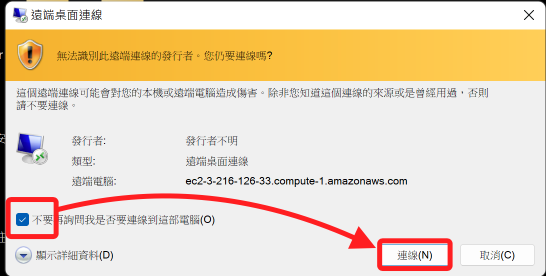 遠端桌面連線
無法識別此遠端連線的發行者。您仍要連線嗎?
這個遠端連線可能會對您的本機或遠端電腦造成傷害。除非您知道這個連線的來源或是曾經用過，否則
請不要連線。
發行者: 發行者不明
類型: 遠端桌面連線
遠端電腦: ec2-3-216-126-33.compute-1.amazonaws.com
不要再詢問我是否要連線到這部電腦(O)
顯示詳細資料(D) 連線(N) 取消(C)